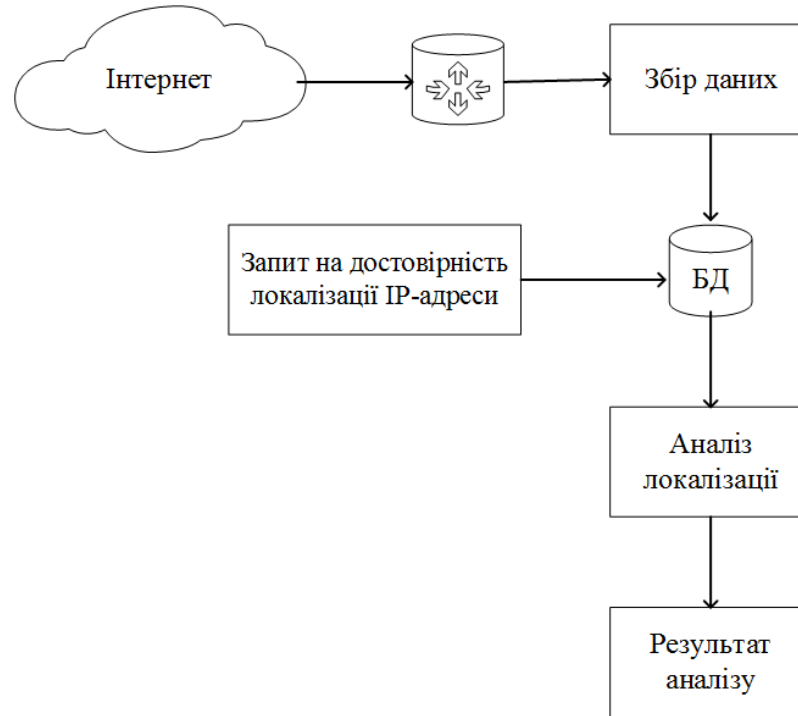 Інтернет
Збір даних
Запит на достовірність
локалізації IP-адреси
БД
Аналіз
локалізації
Результат
аналізу